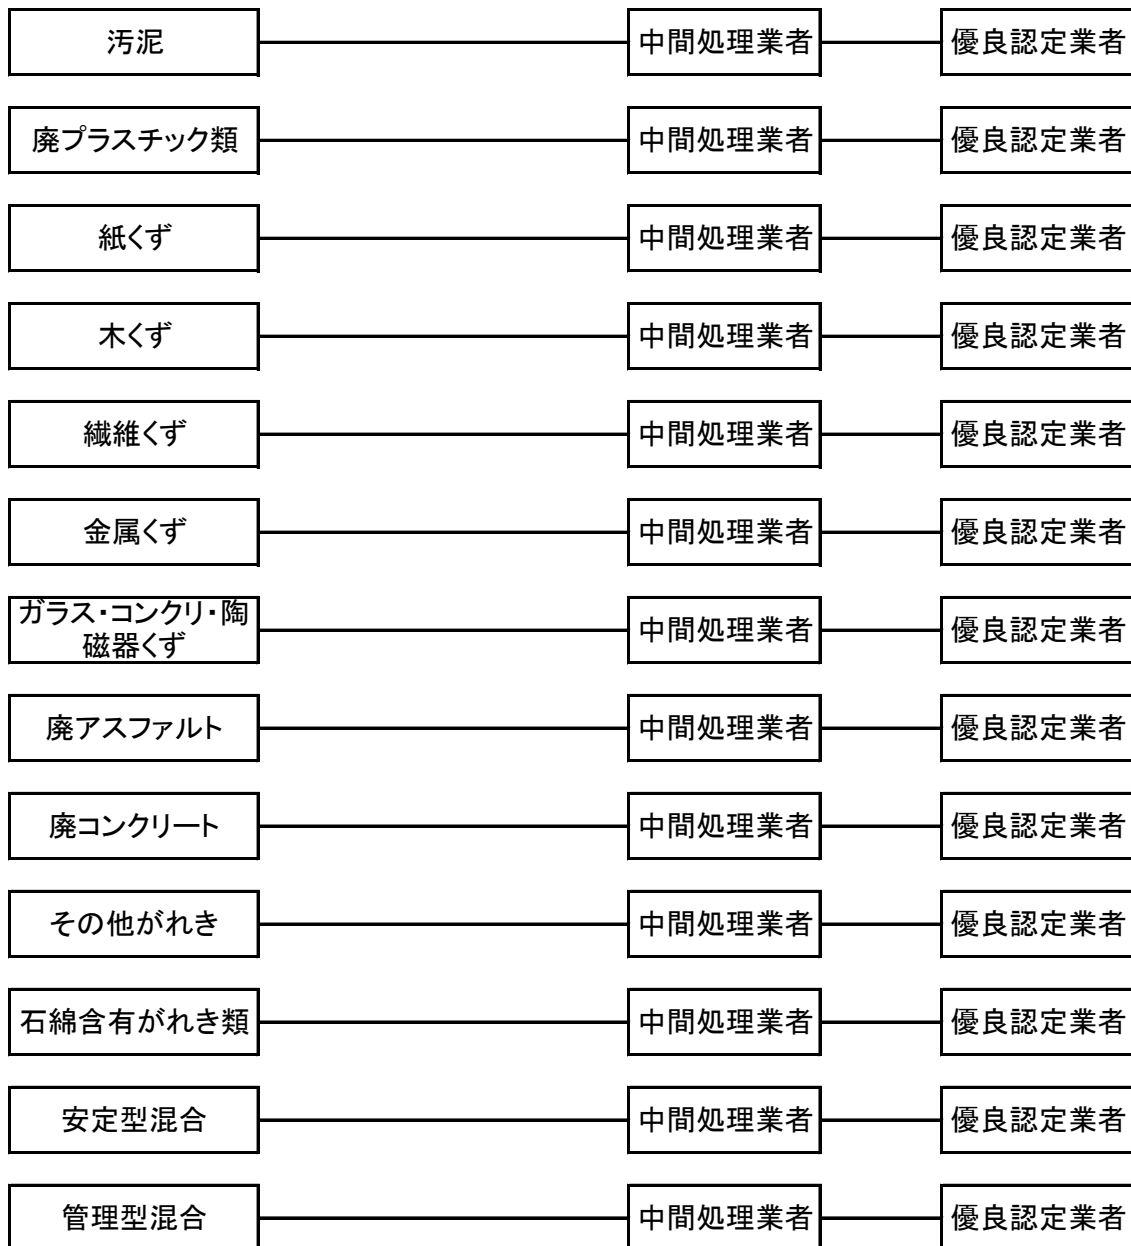 汚泥 中間処理業者 優良認定業者
廃プラスチック類 中間処理業者 優良認定業者
紙くず 中間処理業者 優良認定業者
木くず 中間処理業者 優良認定業者
繊維くず 中間処理業者 優良認定業者
金属くず 中間処理業者 優良認定業者
ガラス・コンクリ・陶
磁器くず 中間処理業者 優良認定業者
廃アスファルト 中間処理業者 優良認定業者
廃コンクリート 中間処理業者 優良認定業者
その他がれき 中間処理業者 優良認定業者
石綿含有がれき類 中間処理業者 優良認定業者
安定型混合 中間処理業者 優良認定業者
管理型混合 中間処理業者 優良認定業者